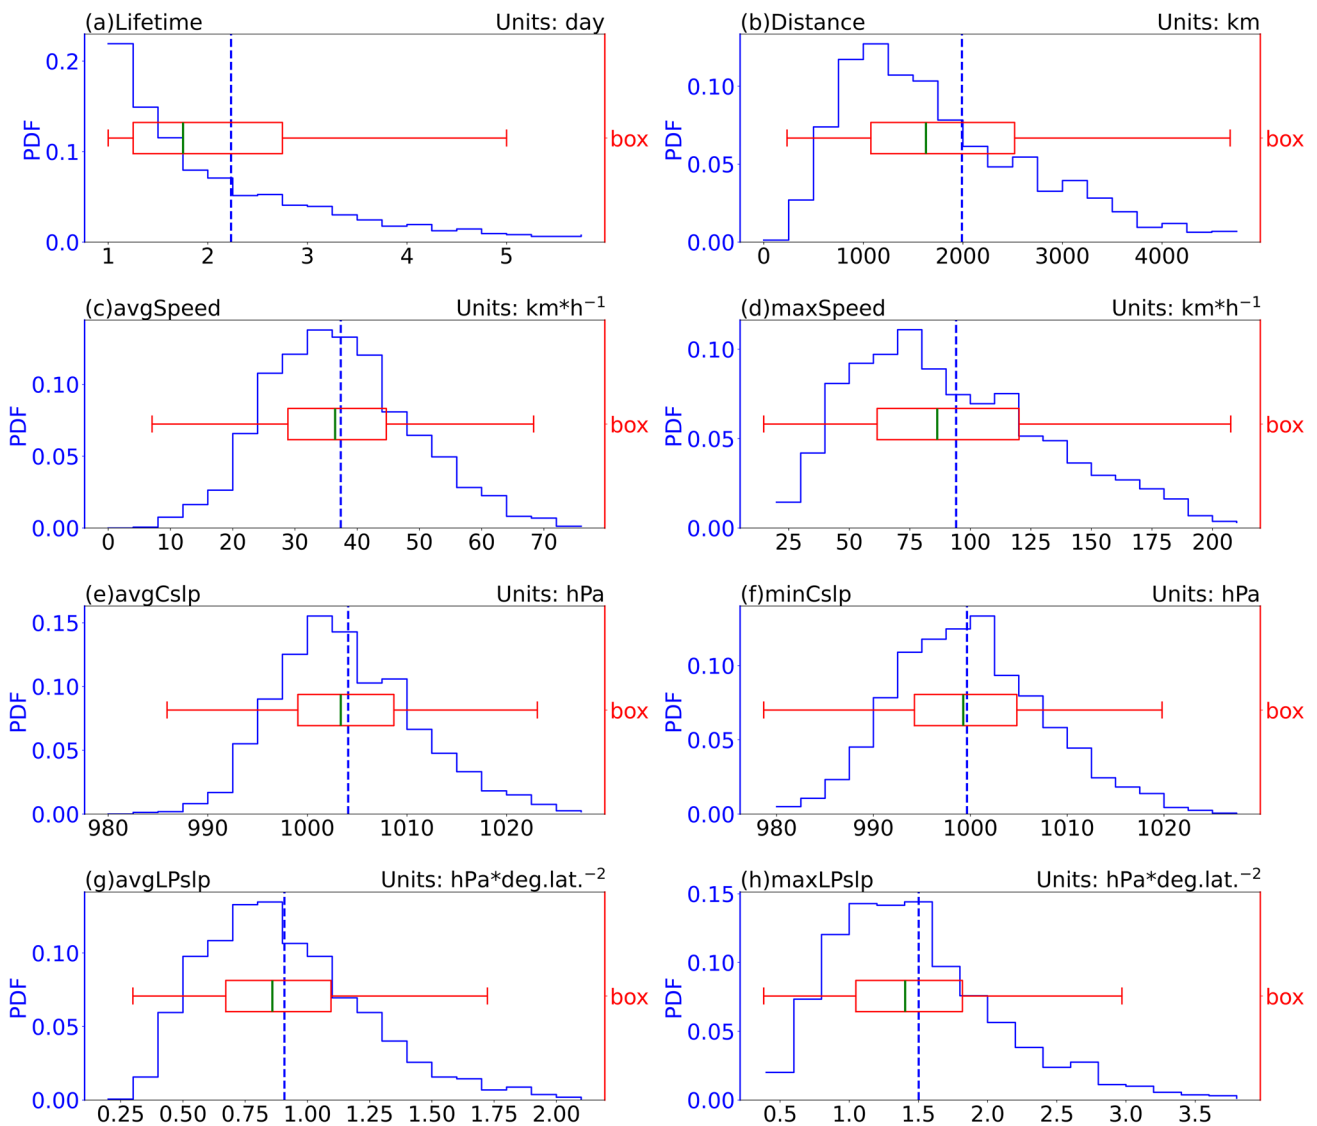 (a)Lifetime Units: day
0.2
0.1
0.0
PDF
box
1 2 3 4 5
(b)Distance Units: km
0.10
0.05
0.00
PDF
box
0 1000 2000 3000 4000
(c)avgSpeed Units: km*h⁻¹
0.10
0.05
0.00
PDF
box
0 10 20 30 40 50 60 70
(d)maxSpeed Units: km*h⁻¹
0.10
0.05
0.00
PDF
box
25 50 75 100 125 150 175 200
(e)avgCslp Units: hPa
0.15
0.10
0.05
0.00
PDF
box
980 990 1000 1010 1020
(f)minCslp Units: hPa
0.10
0.05
0.00
PDF
box
980 990 1000 1010 1020
(g)avgLPslp Units: hPa*deg.lat.⁻²
0.10
0.05
0.00
PDF
box
0.25 0.50 0.75 1.00 1.25 1.50 1.75 2.00
(h)maxLPslp Units: hPa*deg.lat.⁻²
0.15
0.10
0.05
0.00
PDF
box
0.5 1.0 1.5 2.0 2.5 3.0 3.5